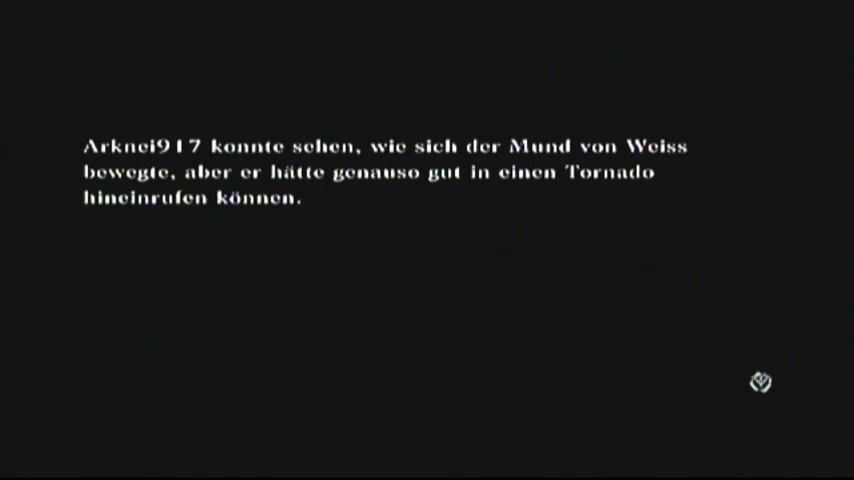 Arknei917 konnte sehen, wie sich der Mund von Weiss
bewegte, aber er hätte genauso gut in einen Tornado
hineinrufen können.